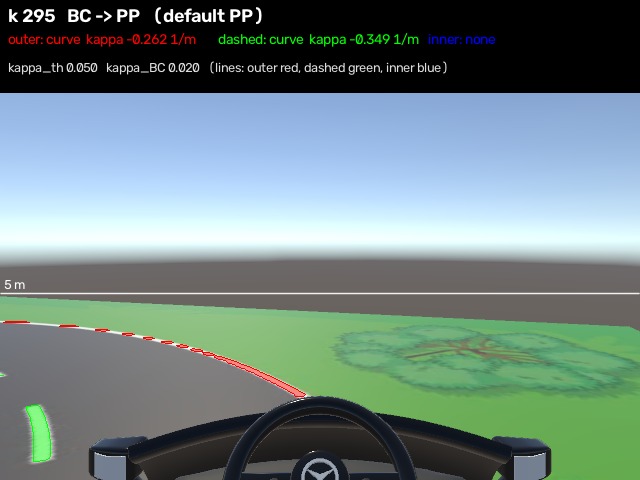 k 295 BC -> PP (default PP)
outer: curve kappa -0.262 1/m dashed: curve kappa -0.349 1/m inner: none
kappa_th 0.050 kappa_BC 0.020 (lines: outer red, dashed green, inner blue)
5 m